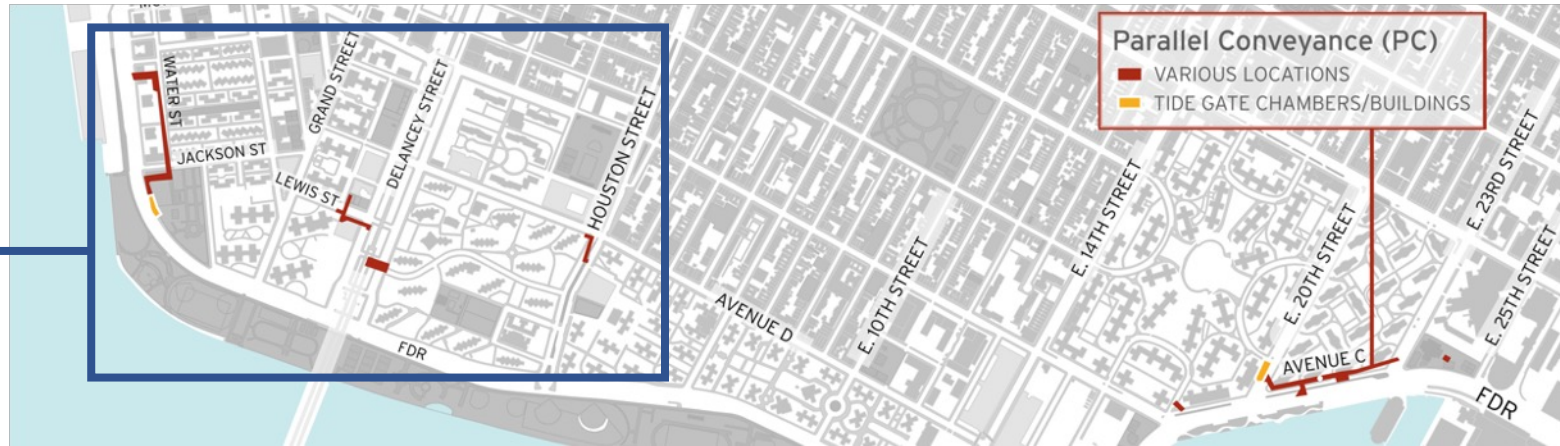 Parallel Conveyance (PC)
VARIOUS LOCATIONS
TIDE GATE CHAMBERS/BUILDINGS
WATER ST
JACKSON ST
GRAND STREET
LEWIS ST
DELANCEY STREET
HOUSTON STREET
FDR
AVENUE D
E. 10TH STREET
E. 14TH STREET
E. 20TH STREET
E. 23RD STREET
E. 25TH STREET
AVENUE C
FDR